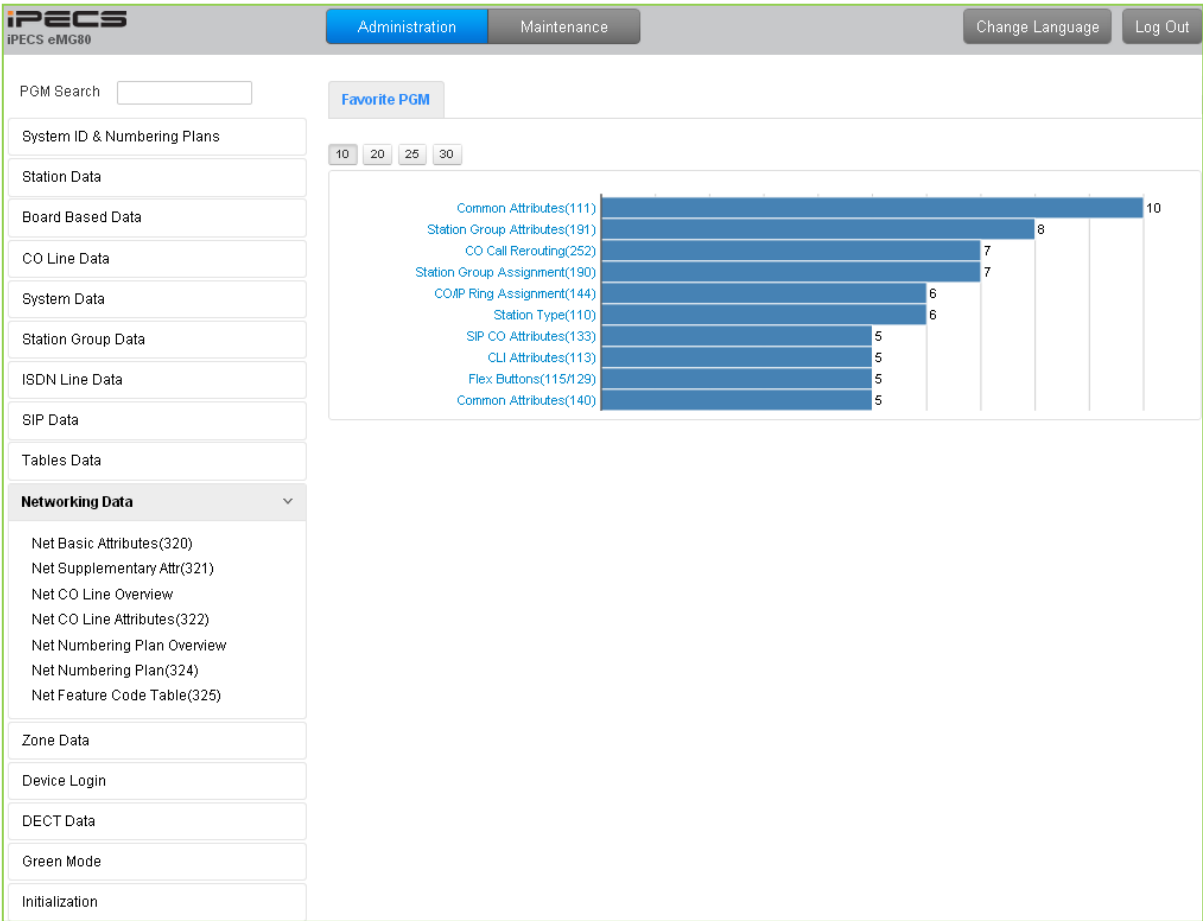 iPECS
iPECS eMG80
Administration
Maintenance
Change Language
Log Out
PGM Search
System ID & Numbering Plans
Station Data
Board Based Data
CO Line Data
System Data
Station Group Data
ISDN Line Data
SIP Data
Tables Data
Networking Data
Net Basic Attributes(320)
Net Supplementary Attr(321)
Net CO Line Overview
Net CO Line Attributes(322)
Net Numbering Plan Overview
Net Numbering Plan(324)
Net Feature Code Table(325)
Zone Data
Device Login
DECT Data
Green Mode
Initialization
Favorite PGM
10 20 25 30
Common Attributes(111) 10
Station Group Attributes(191) 8
CO Call Rerouting(252) 7
Station Group Assignment(190) 7
CO/IP Ring Assignment(144) 6
Station Type(110) 6
SIP CO Attributes(133) 5
CLI Attributes(113) 5
Flex Buttons(115/129) 5
Common Attributes(140) 5